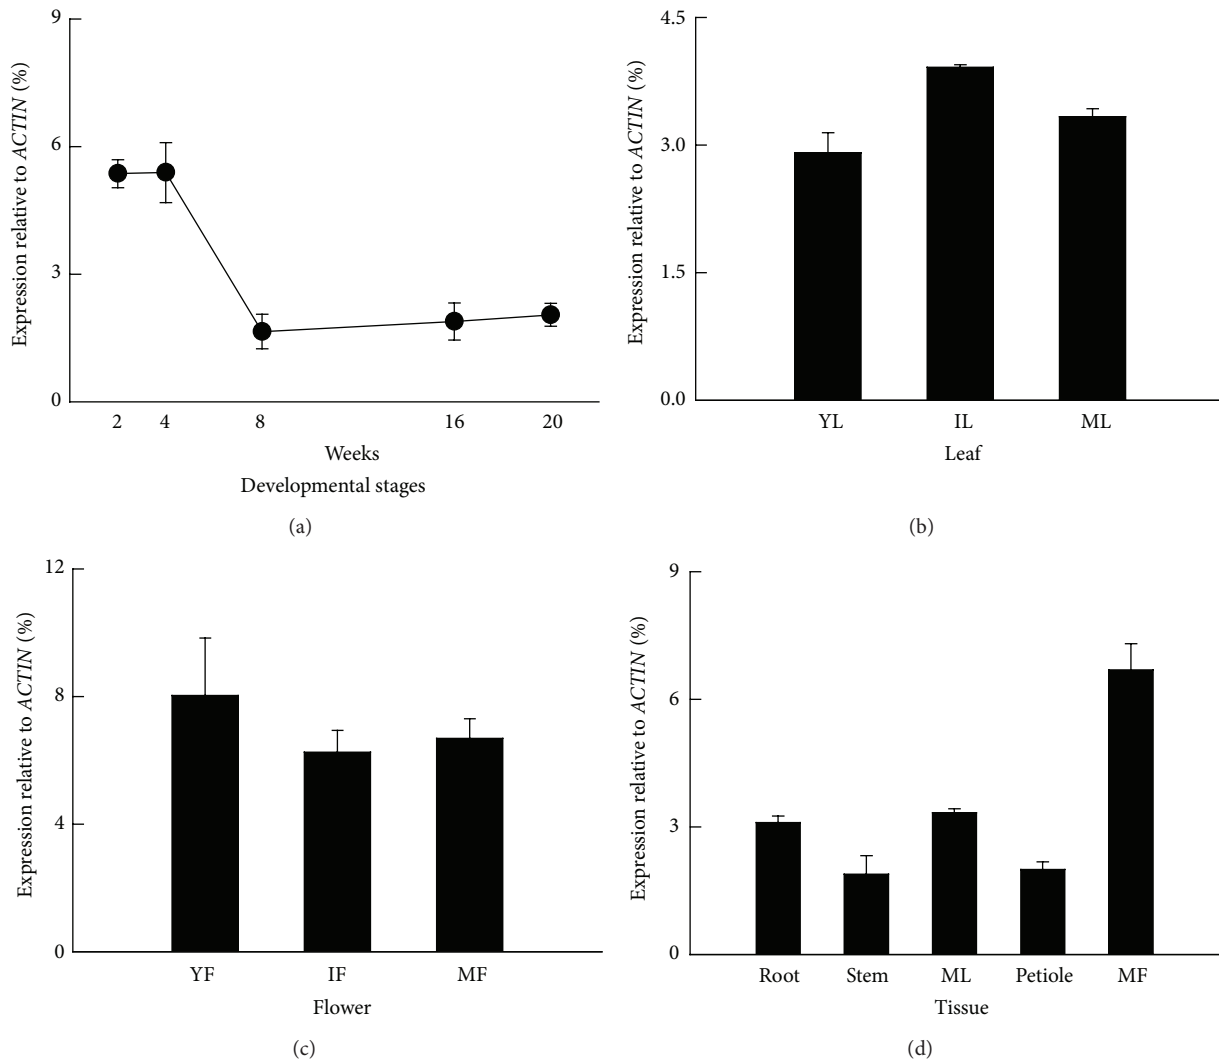 Expression relative to ACTIN (%)
9
6
3
0
2 4 8 16 20
Weeks
Developmental stages
(a)
Expression relative to ACTIN (%)
4.5
3.0
1.5
0.0
YL IL ML
Leaf
(b)
Expression relative to ACTIN (%)
12
8
4
0
YF IF MF
Flower
(c)
Expression relative to ACTIN (%)
9
6
3
0
Root Stem ML Petiole MF
Tissue
(d)